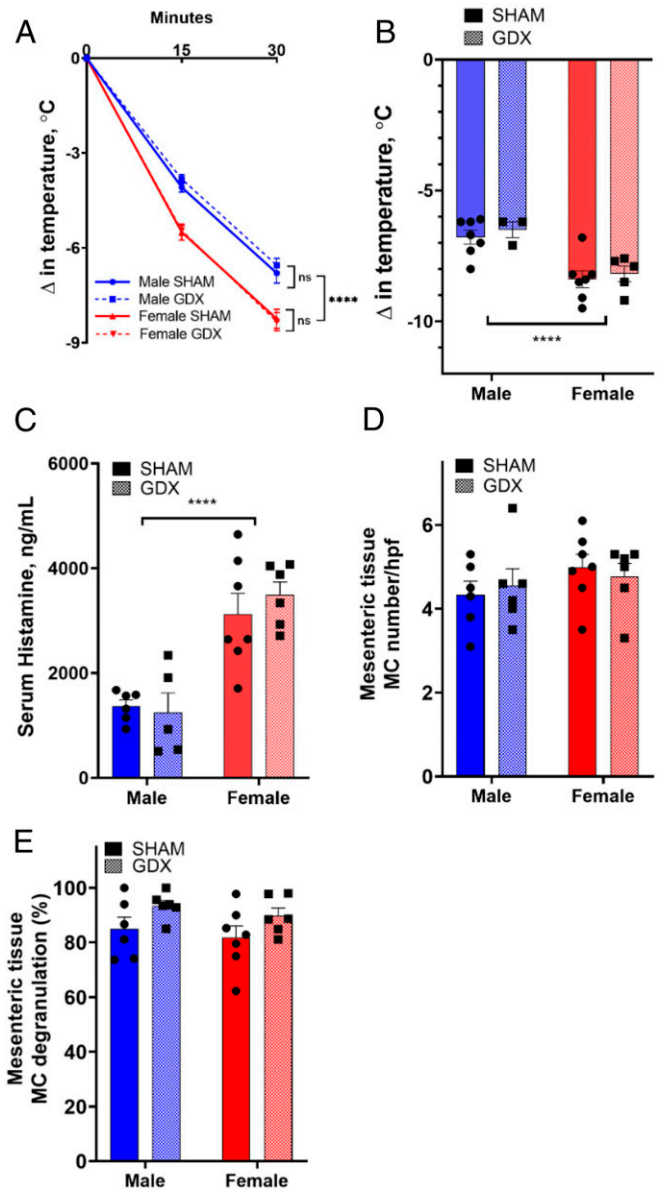 A
Minutes
0 15 30
0
-3
-6
-9
Δ in temperature, °C
Male SHAM
Male GDX
Female SHAM
Female GDX
ns
ns
****
B
SHAM
GDX
0
-5
-10
Δ in temperature, °C
****
Male Female
C
SHAM
GDX
****
6000
4000
2000
0
Serum Histamine, ng/mL
Male Female
D
SHAM
GDX
6
4
2
0
Mesenteric tissue
MC number/hpf
Male Female
E
SHAM
GDX
100
80
60
40
20
0
Mesenteric tissue
MC degranulation (%)
Male Female